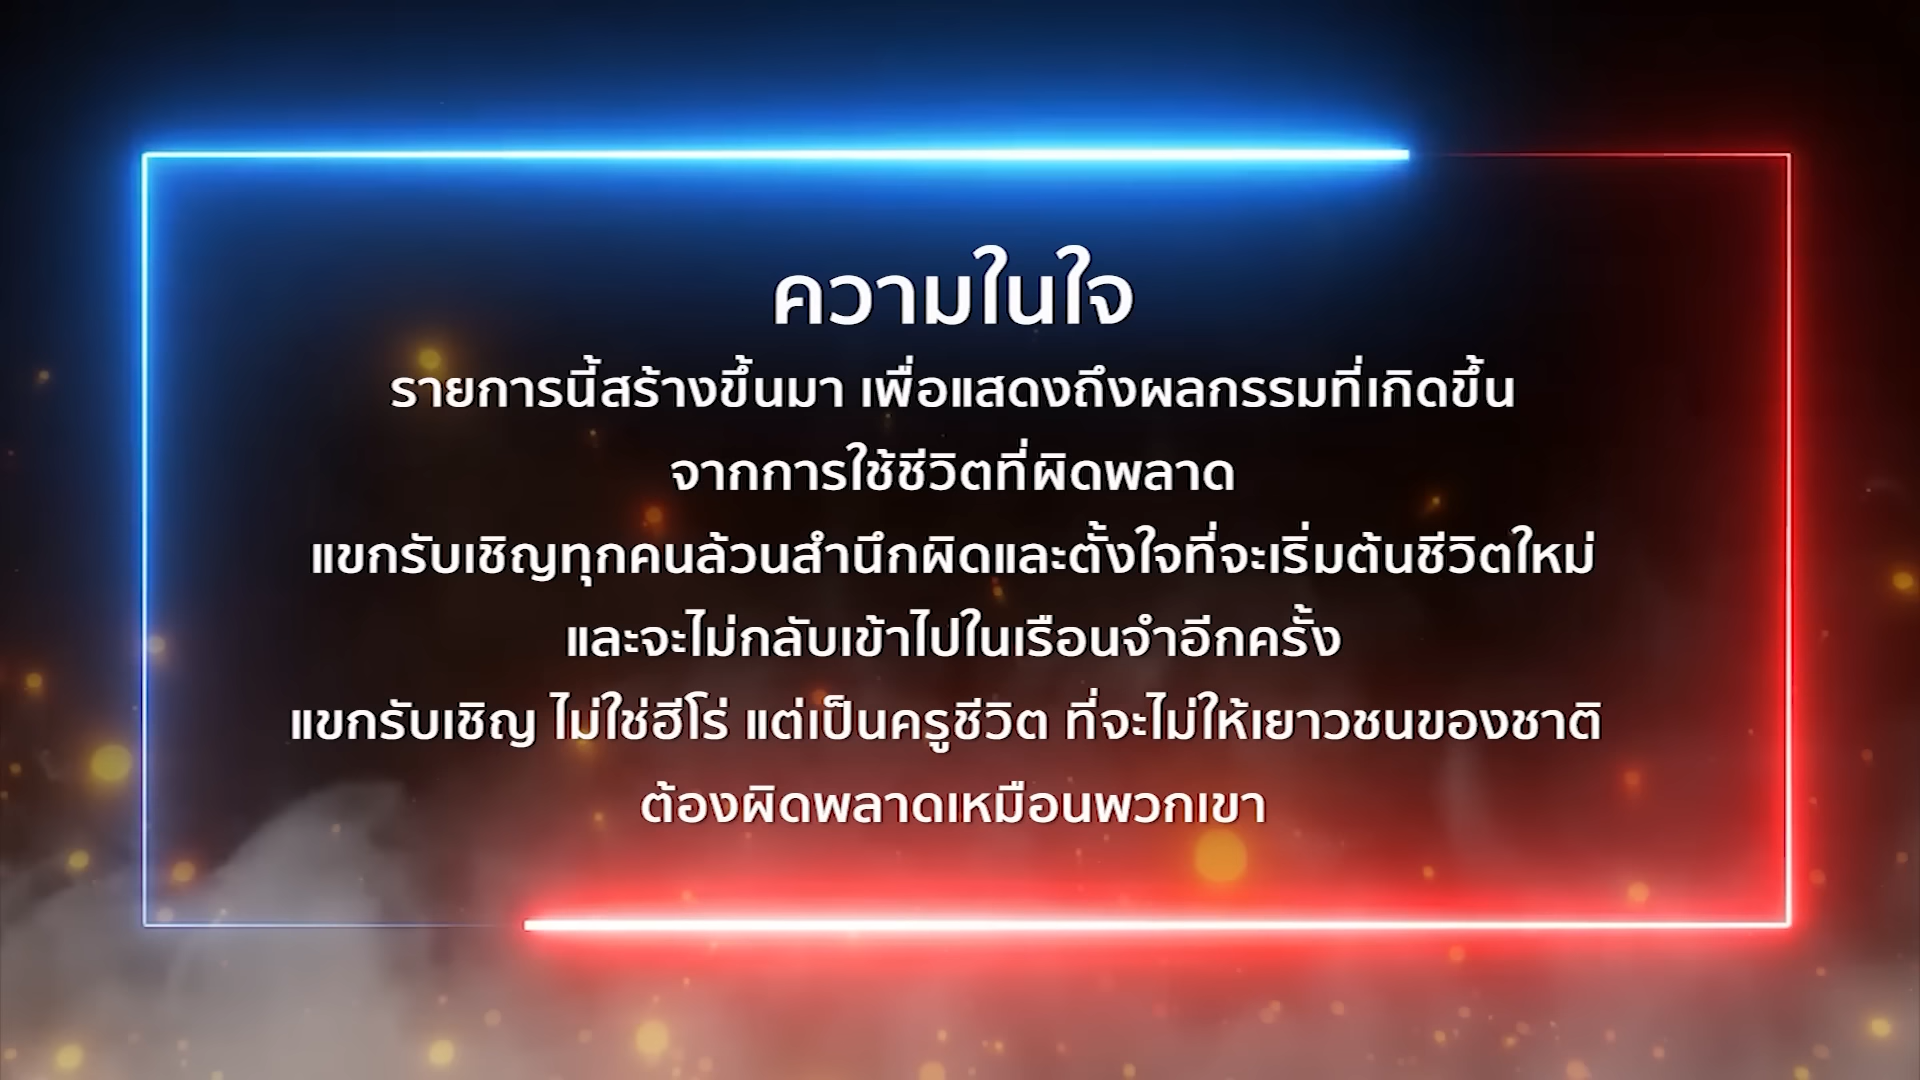 ความในใจ
รายการนี้สร้างขึ้นมา เพื่อแสดงถึงผลกรรมที่เกิดขึ้น
จากการใช้ชีวิตที่ผิดพลาด
แขกรับเชิญทุกคนล้วนสำนึกผิดและตั้งใจที่จะเริ่มต้นชีวิตใหม่
และจะไม่กลับเข้าไปในเรือนจำอีกครั้ง
แขกรับเชิญ ไม่ใช่ฮีโร่ แต่เป็นครูชีวิต ที่จะไม่ให้เยาวชนของชาติ
ต้องผิดพลาดเหมือนพวกเขา